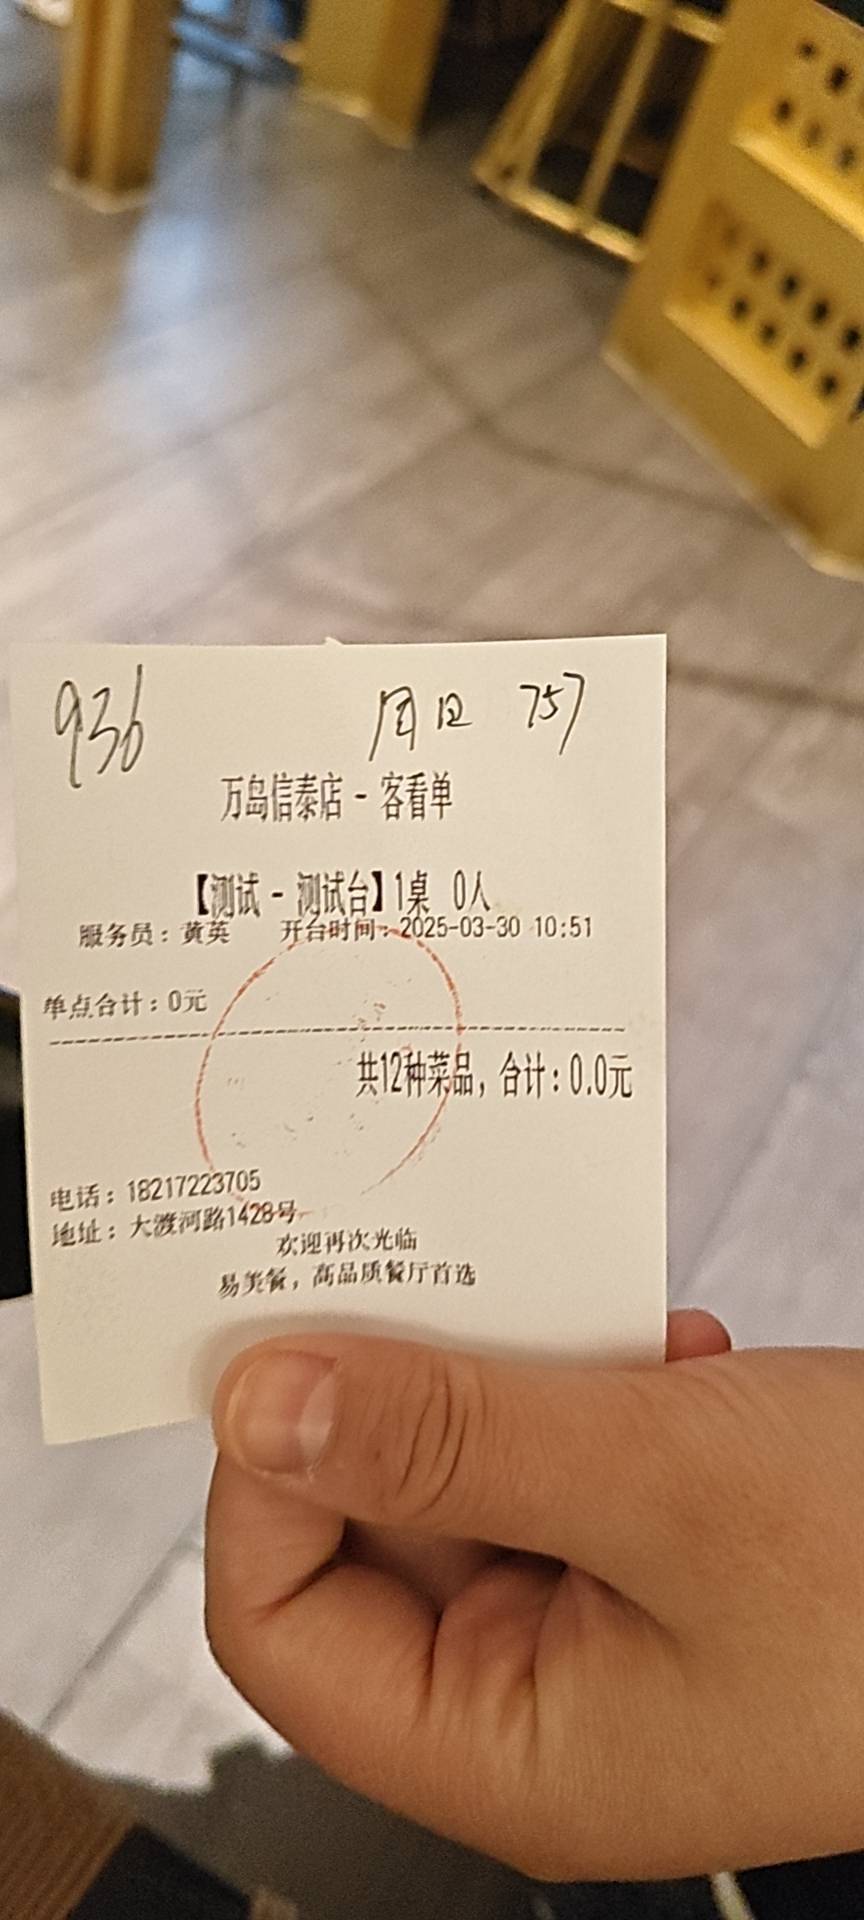 936 周日 757
万岛信泰店 - 客看单
【测试 - 测试台】1桌 0人
服务员：黄英 开台时间：2025-03-30 10:51
单点合计：0元
共12种菜品，合计：0.0元
电话：18217223705
地址：大渡河路1428号
欢迎再次光临
易美餐，高品质餐厅首选